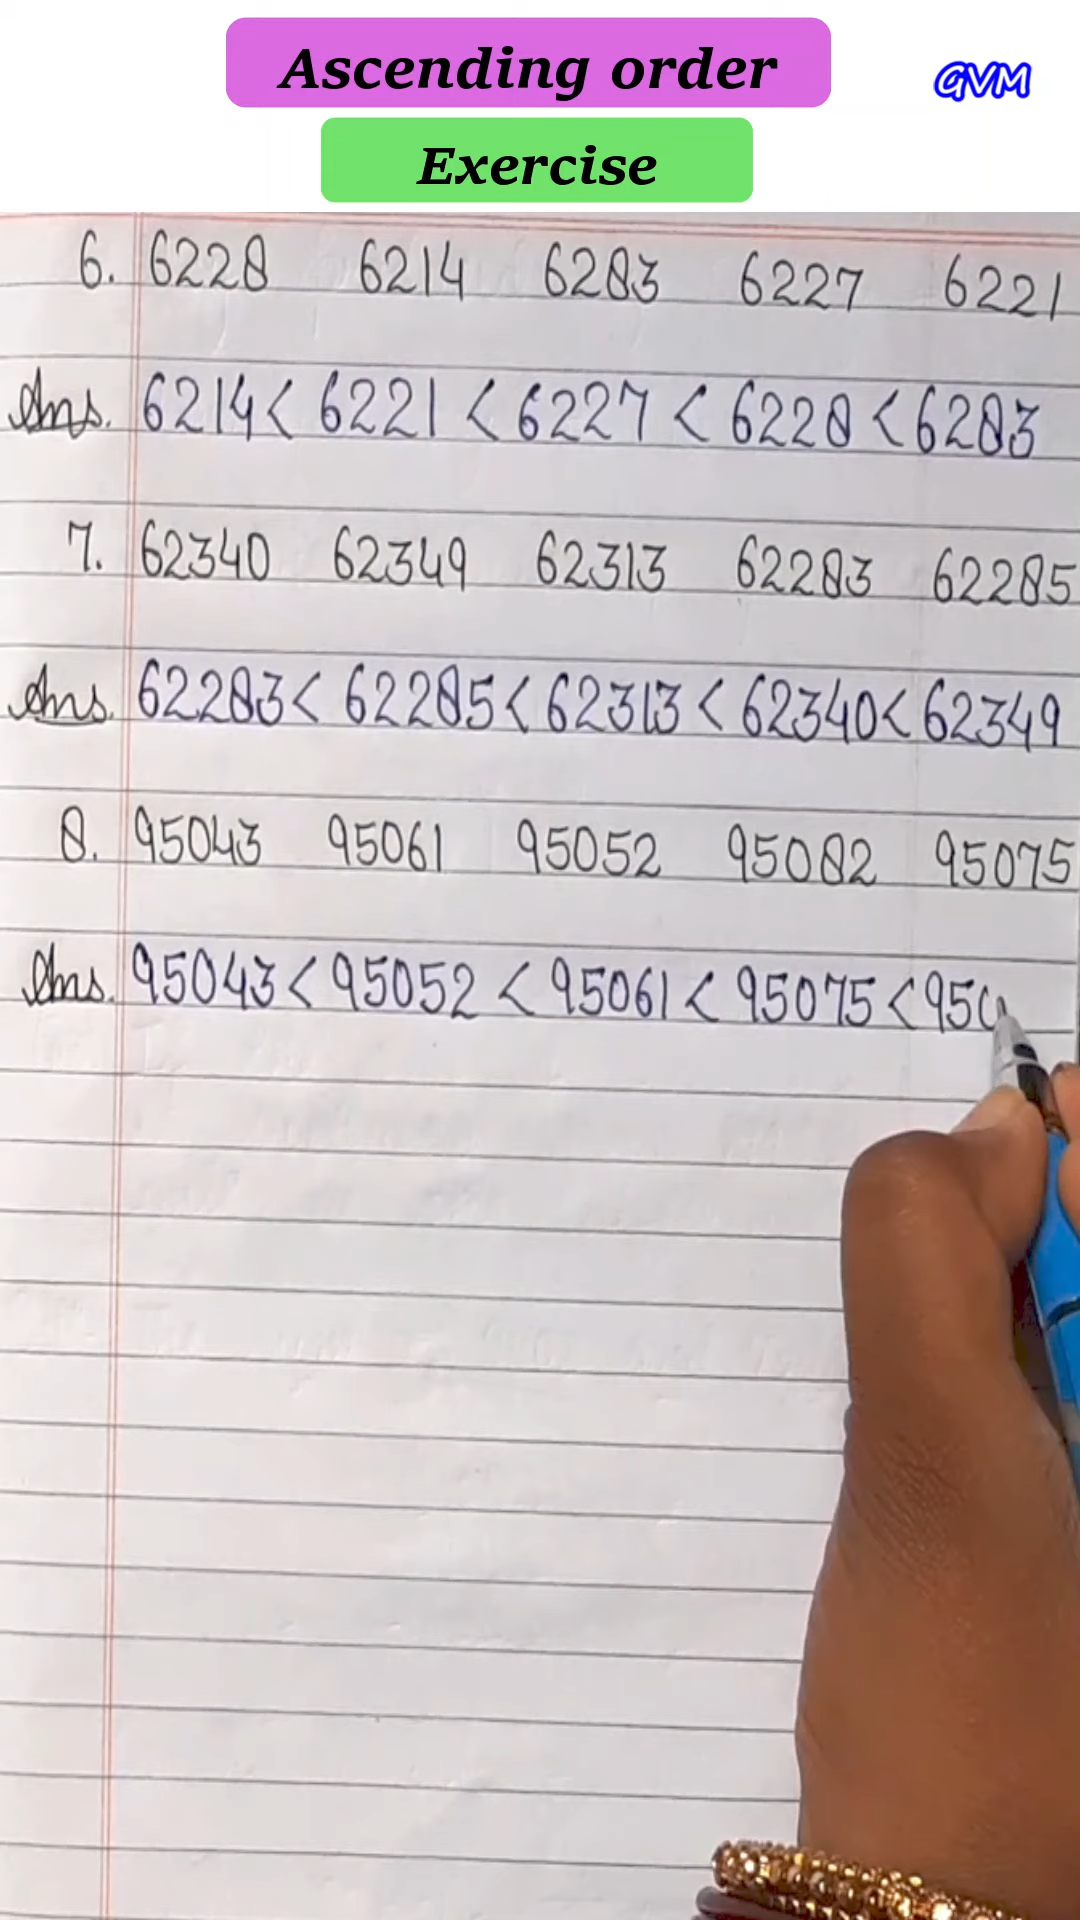 Ascending order
GVM
Exercise
6. 6228 6214 6283 6227 6221
Ans. 6214 < 6221 < 6227 < 6228 < 6283
7. 62340 62349 62313 62283 62285
Ans. 62283 < 62285 < 62313 < 62340 < 62349
8. 95043 95061 95052 95082 95075
Ans. 95043 < 95052 < 95061 < 95075 < 950